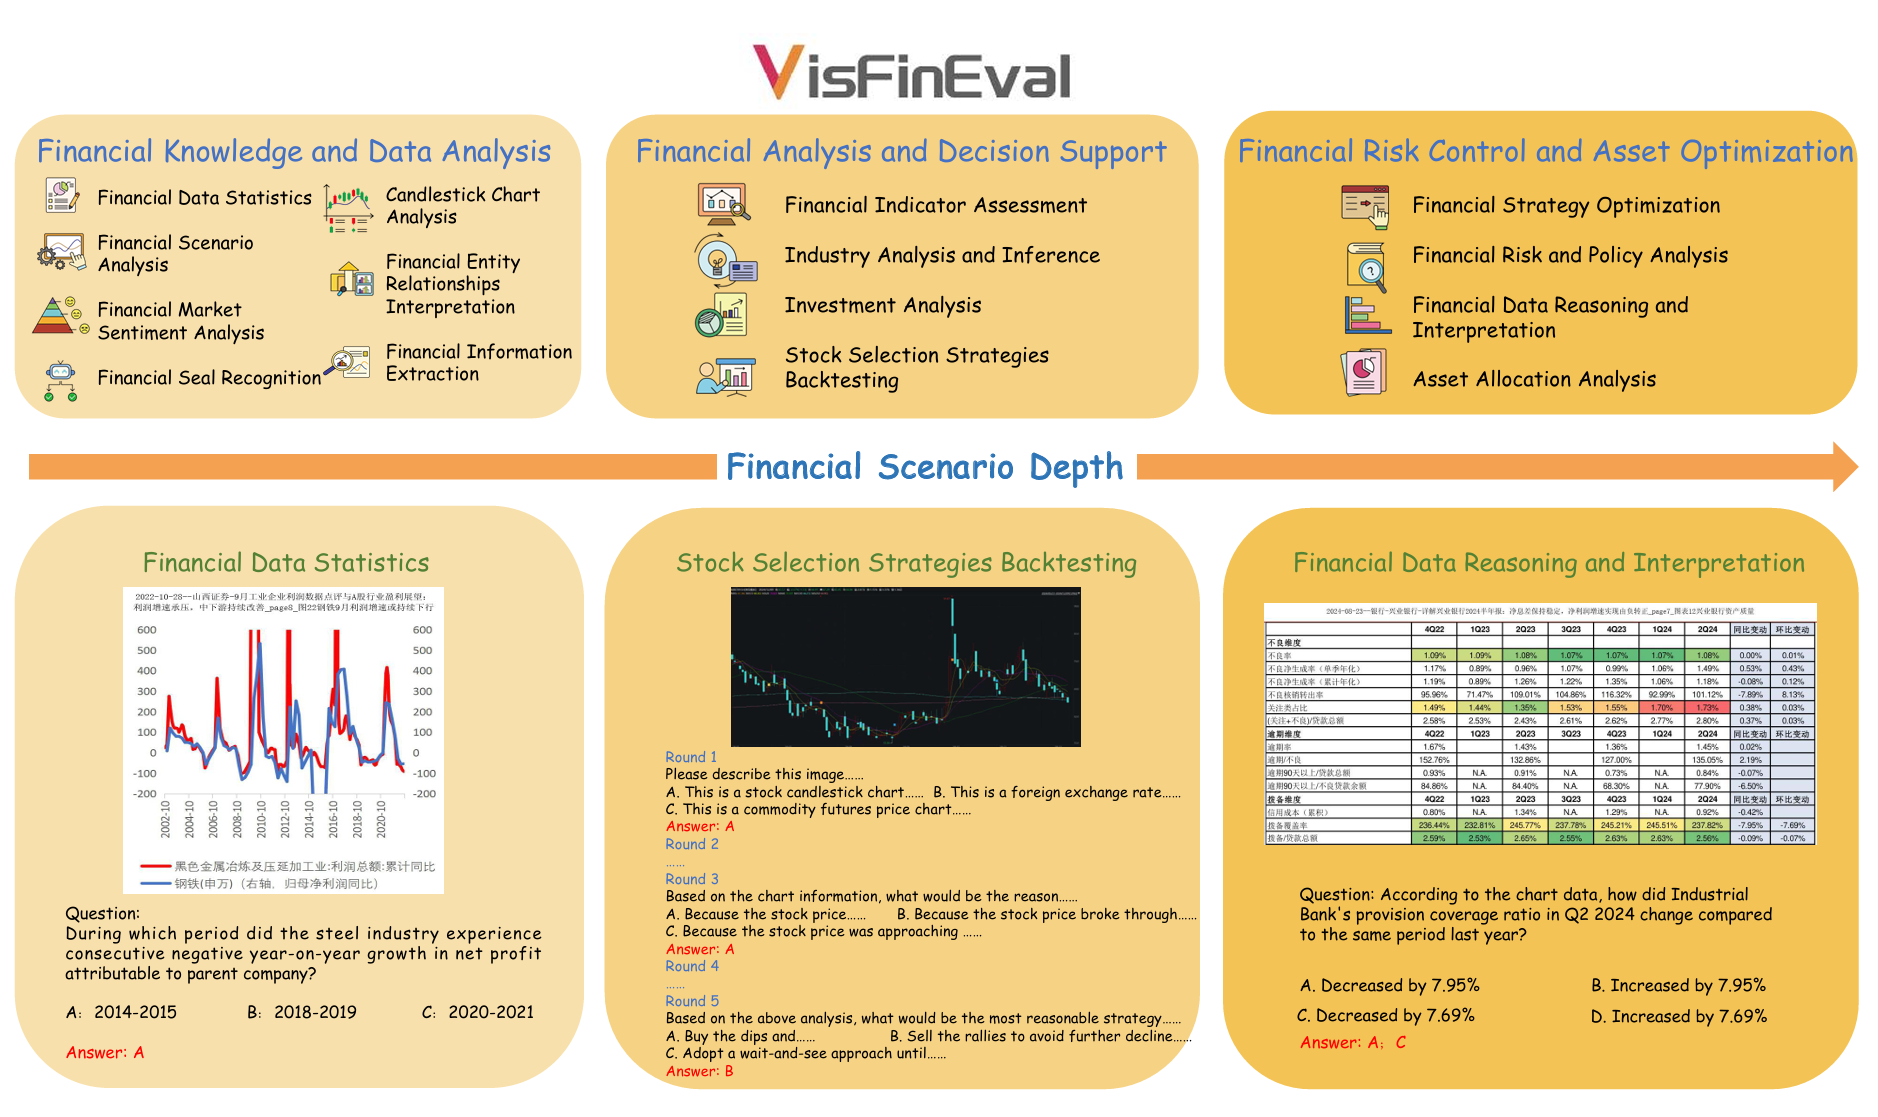 VisFinEval
Financial Knowledge and Data Analysis
Financial Data Statistics
Financial Scenario
Analysis
Financial Market
Sentiment Analysis
Financial Seal Recognition
Candlestick Chart
Analysis
Financial Entity
Relationships
Interpretation
Financial Information
Extraction
Financial Analysis and Decision Support
Financial Indicator Assessment
Industry Analysis and Inference
Investment Analysis
Stock Selection Strategies
Backtesting
Financial Risk Control and Asset Optimization
Financial Strategy Optimization
Financial Risk and Policy Analysis
Financial Data Reasoning and
Interpretation
Asset Allocation Analysis
Financial Scenario Depth
Financial Data Statistics
2022-10-28--山西证券-9月工业企业利润数据点评与A股行业盈利展望:
利润增速承压,中下游持续改善_page8_图22钢铁9月利润增速或持续下行
600 600
500 500
400 400
300 300
200 200
100 100
0 0
-100 -100
-200 -200
2002-10 2004-10 2006-10 2008-10 2010-10 2012-10 2014-10 2016-10 2018-10 2020-10
黑色金属冶炼及压延加工业:利润总额:累计同比
钢铁(申万)(右轴,归母净利润同比)
Question:
During which period did the steel industry experience
consecutive negative year-on-year growth in net profit
attributable to parent company?
A: 2014-2015 B: 2018-2019 C: 2020-2021
Answer: A
Stock Selection Strategies Backtesting
Round 1
Please describe this image......
A. This is a stock candlestick chart...... B. This is a foreign exchange rate......
C. This is a commodity futures price chart......
Answer: A
Round 2
......
Round 3
Based on the chart information, what would be the reason......
A. Because the stock price...... B. Because the stock price broke through......
C. Because the stock price was approaching ......
Answer: A
Round 4
......
Round 5
Based on the above analysis, what would be the most reasonable strategy......
A. Buy the dips and...... B. Sell the rallies to avoid further decline......
C. Adopt a wait-and-see approach until......
Answer: B
Financial Data Reasoning and Interpretation
2024-08-23--银行-兴业银行-详解兴业银行2024半年报:净息差保持稳定,净利润增速实现由负转正_page7_图表12兴业银行资产质量
4Q22 1Q23 2Q23 3Q23 4Q23 1Q24 2Q24 同比变动 环比变动
不良维度
不良率 1.09% 1.09% 1.08% 1.07% 1.07% 1.07% 1.08% 0.00% 0.01%
不良净生成率(单季年化) 1.17% 0.89% 0.96% 1.07% 0.99% 1.06% 1.49% 0.53% 0.43%
不良净生成率(累计年化) 1.19% 0.89% 1.26% 1.22% 1.35% 1.06% 1.18% -0.08% 0.12%
不良核销转出率 95.96% 71.47% 109.01% 104.86% 116.32% 92.99% 101.12% -7.89% 8.13%
关注类占比 1.49% 1.44% 1.35% 1.53% 1.55% 1.70% 1.73% 0.38% 0.03%
(关注+不良)/贷款总额 2.58% 2.53% 2.43% 2.61% 2.62% 2.77% 2.80% 0.37% 0.03%
逾期维度 4Q22 1Q23 2Q23 3Q23 4Q23 1Q23 2Q24 同比变动 环比变动
逾期率 1.67% 1.43% 1.36% 1.45% 0.02%
逾期/不良 152.76% 132.86% 127.00% 135.05% 2.19%
逾期90天以上/贷款总额 0.93% N.A. 0.91% N.A. 0.73% N.A. 0.84% -0.07%
逾期90天以上/不良贷款余额 84.86% N.A. 84.40% N.A. 68.30% N.A. 77.90% -6.50%
拨备维度 4Q22 1Q23 2Q23 3Q23 4Q23 1Q24 2Q24 同比变动 环比变动
信用成本(累积) 0.80% N.A. 1.34% N.A. 1.29% N.A. 0.92% -0.42%
拨备覆盖率 236.44% 232.81% 245.77% 237.78% 245.21% 245.51% 237.82% -7.95% -7.69%
拨备/贷款总额 2.59% 2.53% 2.65% 2.55% 2.63% 2.63% 2.56% -0.09% -0.07%
Question: According to the chart data, how did Industrial
Bank's provision coverage ratio in Q2 2024 change compared
to the same period last year?
A. Decreased by 7.95% B. Increased by 7.95%
C. Decreased by 7.69% D. Increased by 7.69%
Answer: A; C